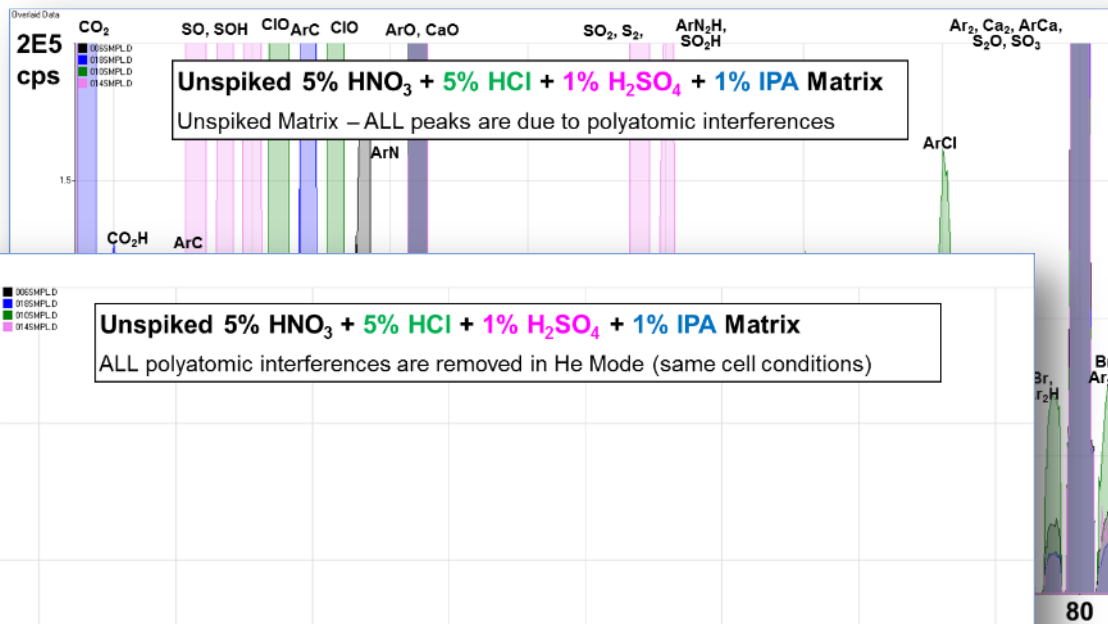 Overlaid Data
CO₂
SO, SOH
ClO
ArC
ClO
ArO, CaO
SO₂, S₂,
ArN₂H,
SO₂H
Ar₂, Ca₂, ArCa,
S₂O, SO₃
2E5
cps
006SMPL.D
018SMPL.D
010SMPL.D
014SMPL.D
Unspiked 5% HNO₃ + 5% HCl + 1% H₂SO₄ + 1% IPA Matrix
Unspiked Matrix – ALL peaks are due to polyatomic interferences
ArN
ArCl
1.5
CO₂H
ArC
006SMPL.D
018SMPL.D
010SMPL.D
014SMPL.D
Unspiked 5% HNO₃ + 5% HCl + 1% H₂SO₄ + 1% IPA Matrix
ALL polyatomic interferences are removed in He Mode (same cell conditions)
Br,
r₂H
B
Ar
80